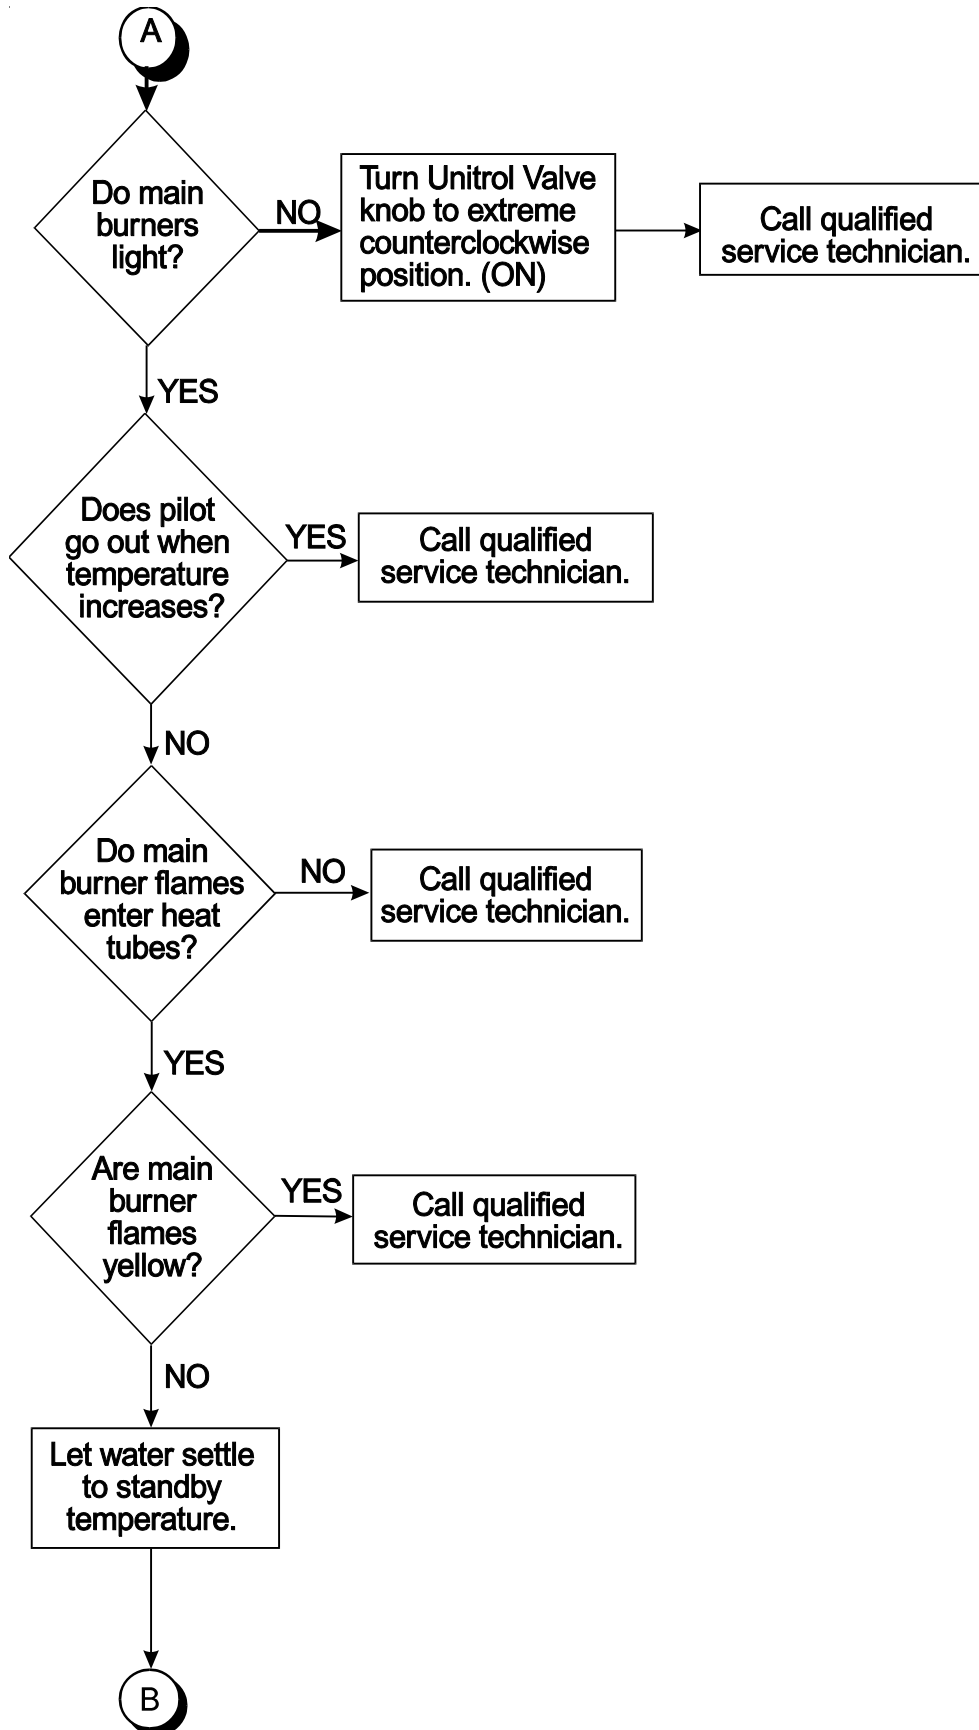 A
Do main
burners
light?
NO
Turn Unitrol Valve
knob to extreme
counterclockwise
position. (ON)
Call qualified
service technician.
YES
Does pilot
go out when
temperature
increases?
YES
Call qualified
service technician.
NO
Do main
burner flames
enter heat
tubes?
NO
Call qualified
service technician.
YES
Are main
burner
flames
yellow?
YES
Call qualified
service technician.
NO
Let water settle
to standby
temperature.
B